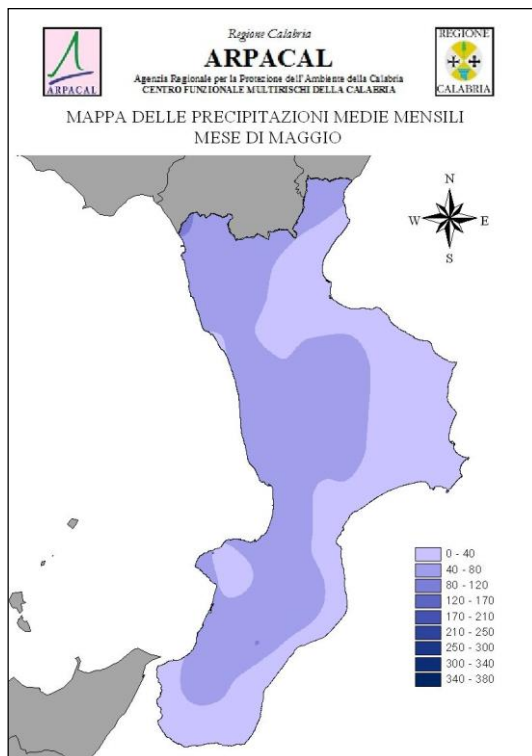 Regione Calabria
ARPACAL
Agenzia Regionale per la Protezione dell'Ambiente della Calabria
CENTRO FUNZIONALE MULTIRISCHI DELLA CALABRIA
ARPACAL
REGIONE
CALABRIA
MAPPA DELLE PRECIPITAZIONI MEDIE MENSILI
MESE DI MAGGIO
N
W
E
S
0 - 40
40 - 80
80 - 120
120 - 170
170 - 210
210 - 250
250 - 300
300 - 340
340 - 380